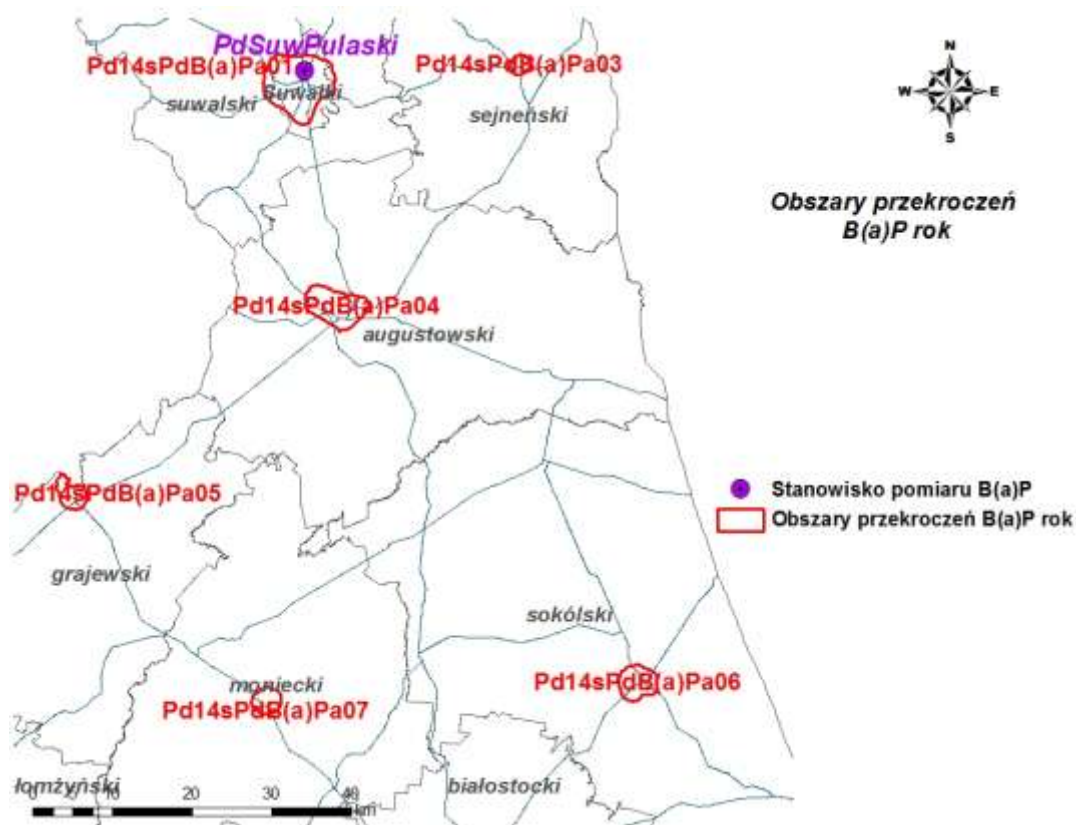 PdSuwPulaski
Pd14sPdB(a)Pa01
Pd14sPdB(a)Pa03
Suwałki
suwalski
sejneński
N
W
E
S
Obszary przekroczeń
B(a)P rok
Pd14sPdB(a)Pa04
augustowski
Pd14sPdB(a)Pa05
Stanowisko pomiaru B(a)P
Obszary przekroczeń B(a)P rok
grajewski
sokólski
moniecki
Pd14sPdB(a)Pa06
Pd14sPdB(a)Pa07
łomżyński
białostocki
0 5 10 20 30 40
km